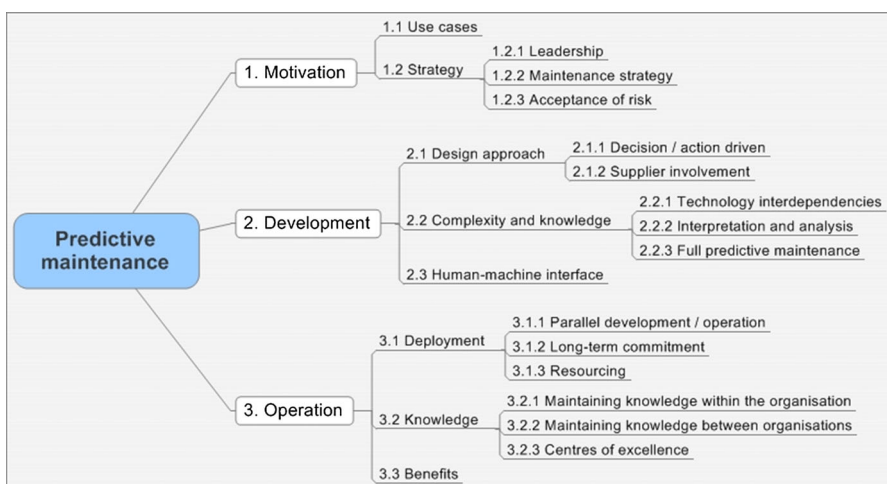 Predictive
maintenance
1. Motivation
1.1 Use cases
1.2 Strategy
1.2.1 Leadership
1.2.2 Maintenance strategy
1.2.3 Acceptance of risk
2. Development
2.1 Design approach
2.1.1 Decision / action driven
2.1.2 Supplier involvement
2.2 Complexity and knowledge
2.2.1 Technology interdependencies
2.2.2 Interpretation and analysis
2.2.3 Full predictive maintenance
2.3 Human-machine interface
3. Operation
3.1 Deployment
3.1.1 Parallel development / operation
3.1.2 Long-term commitment
3.1.3 Resourcing
3.2 Knowledge
3.2.1 Maintaining knowledge within the organisation
3.2.2 Maintaining knowledge between organisations
3.2.3 Centres of excellence
3.3 Benefits